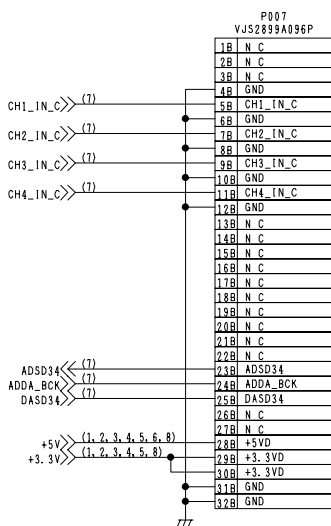 P007
VJS2899A096P
1B N C
2B N C
3B N C
4B GND
CH1_IN_C (7) 5B CH1_IN_C
6B GND
CH2_IN_C (7) 7B CH2_IN_C
8B GND
CH3_IN_C (7) 9B CH3_IN_C
10B GND
CH4_IN_C (7) 11B CH4_IN_C
12B GND
13B N C
14B N C
15B N C
16B N C
17B N C
18B N C
19B N C
20B N C
21B N C
22B N C
ADSD34 (7) 23B ADSD34
ADDA_BCK (7) 24B ADDA_BCK
DASD34 (7) 25B DASD34
26B N C
27B N C
+5V (1, 2, 3, 4, 5, 6, 8) 28B +5VD
+3. 3V (1, 2, 3, 4, 5, 8) 29B +3. 3VD
30B +3. 3VD
31B GND
32B GND